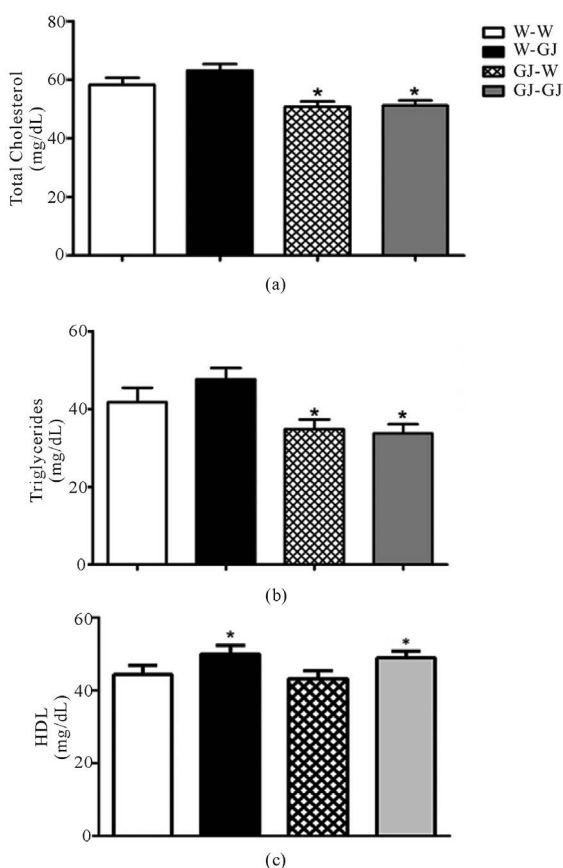 W-W
W-GJ
GJ-W
GJ-GJ
Total Cholesterol
(mg/dL)
80
60
40
20
0
* *
(a)
Triglycerides
(mg/dL)
60
40
20
0
* *
(b)
HDL
(mg/dL)
60
40
20
0
* *
(c)